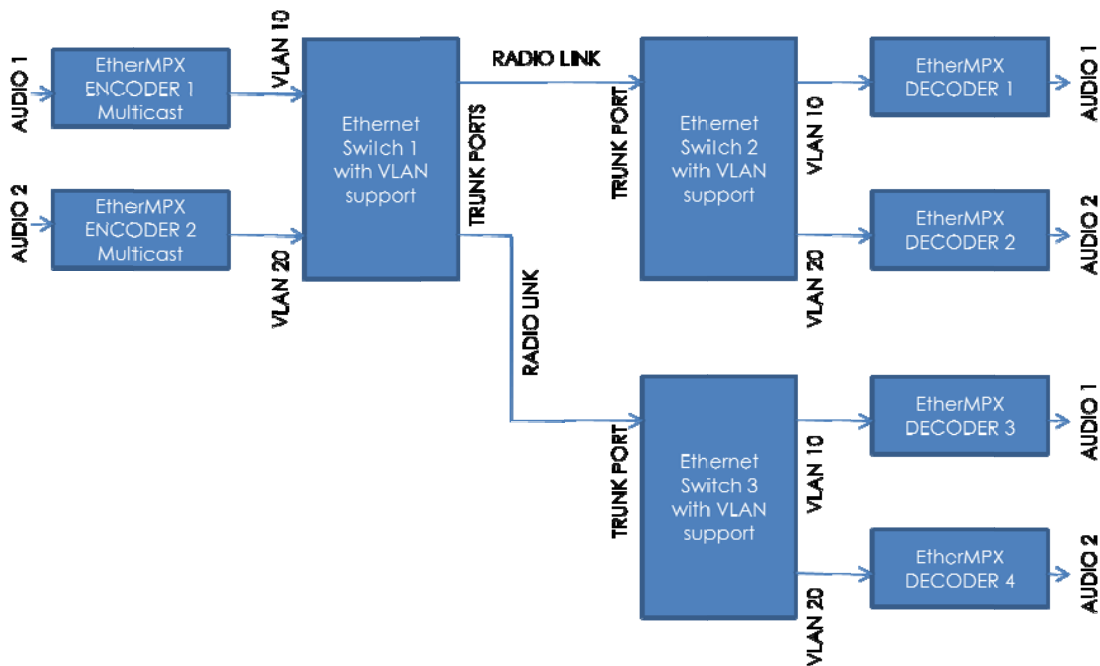 AUDIO 1
EtherMPX
ENCODER 1
Multicast
VLAN 10
AUDIO 2
EtherMPX
ENCODER 2
Multicast
VLAN 20
Ethernet
Switch 1
with VLAN
support
TRUNK PORTS
RADIO LINK
RADIO LINK
TRUNK PORT
Ethernet
Switch 2
with VLAN
support
VLAN 10
EtherMPX
DECODER 1
AUDIO 1
VLAN 20
EtherMPX
DECODER 2
AUDIO 2
TRUNK PORT
Ethernet
Switch 3
with VLAN
support
VLAN 10
EtherMPX
DECODER 3
AUDIO 1
VLAN 20
EtherMPX
DECODER 4
AUDIO 2